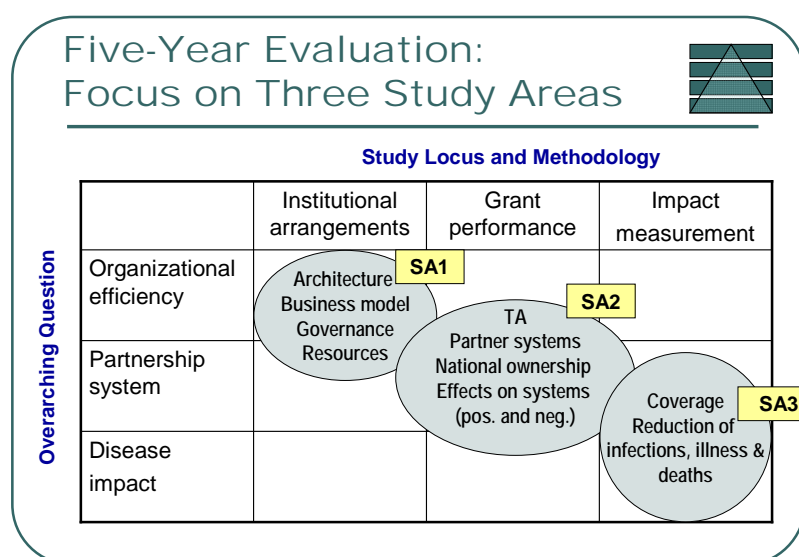 Five-Year Evaluation:
Focus on Three Study Areas
Study Locus and Methodology
Overarching Question
Institutional
arrangements
Grant
performance
Impact
measurement
Organizational
efficiency
Partnership
system
Disease
impact
SA1
Architecture
Business model
Governance
Resources
SA2
TA
Partner systems
National ownership
Effects on systems
(pos. and neg.)
SA3
Coverage
Reduction of
infections, illness &
deaths